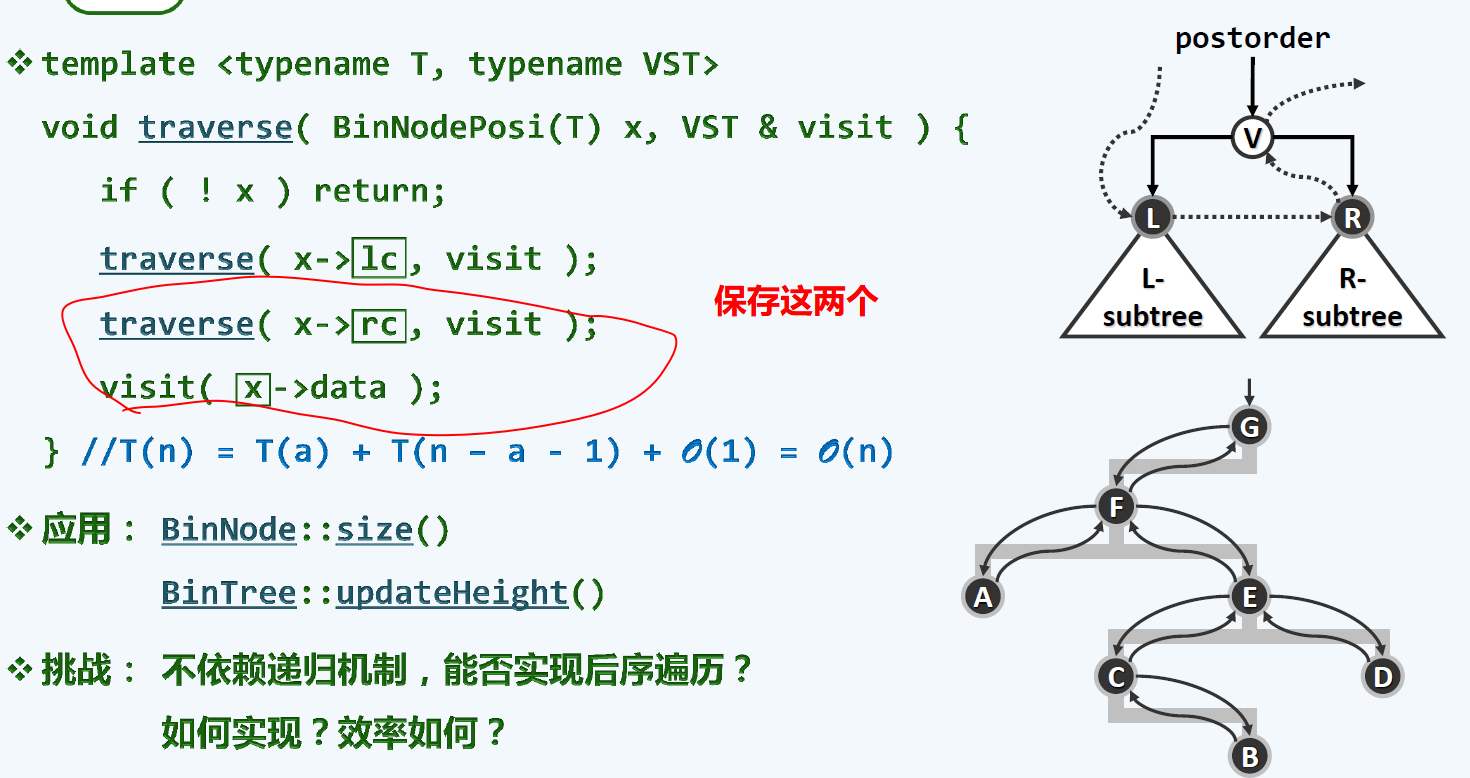 ❖ template <typename T, typename VST>
void traverse( BinNodePosi(T) x, VST & visit ) {
if ( ! x ) return;
traverse( x->lc, visit );
traverse( x->rc, visit );
visit( x->data );
} //T(n) = T(a) + T(n – a - 1) + O(1) = O(n)
保存这两个
❖ 应用： BinNode::size()
BinTree::updateHeight()
❖ 挑战： 不依赖递归机制，能否实现后序遍历？
如何实现？效率如何？
postorder
V
L R
L- R-
subtree subtree
G
F
A E
C D
B